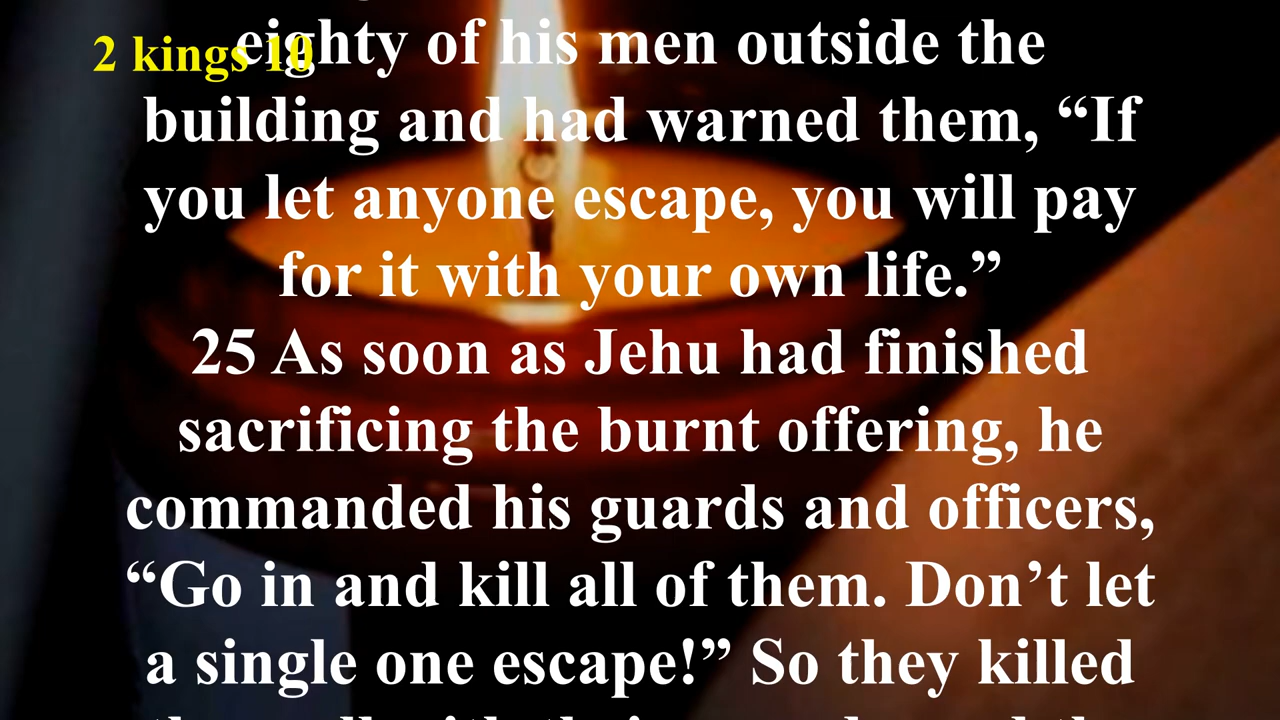 2 kings 10
eighty of his men outside the
building and had warned them, “If
you let anyone escape, you will pay
for it with your own life.”
25 As soon as Jehu had finished
sacrificing the burnt offering, he
commanded his guards and officers,
“Go in and kill all of them. Don’t let
a single one escape!” So they killed